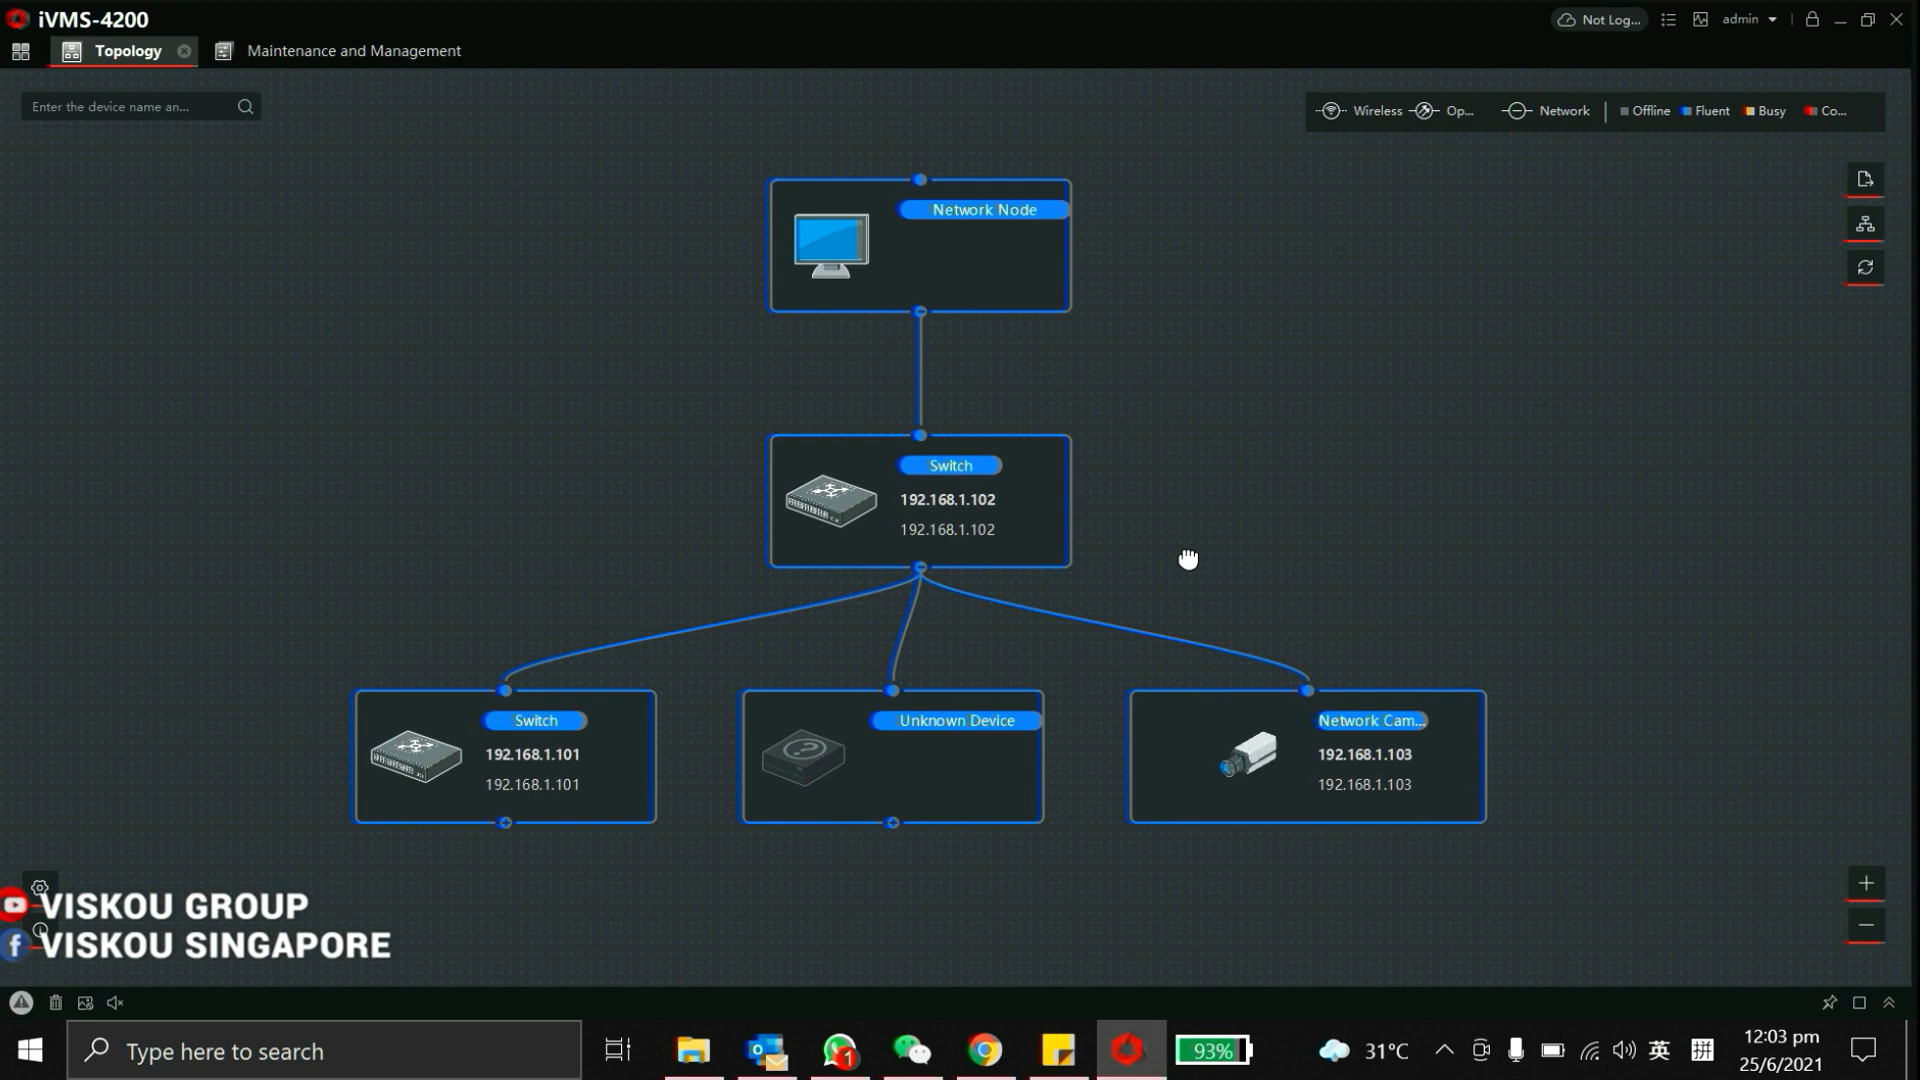 iVMS-4200
Not Log...
admin
Topology
Maintenance and Management
Enter the device name an...
Wireless
Op...
Network
Offline
Fluent
Busy
Co...
Network Node
Switch
192.168.1.102
192.168.1.102
Switch
192.168.1.101
192.168.1.101
Unknown Device
Network Cam...
192.168.1.103
192.168.1.103
VISKOU GROUP
VISKOU SINGAPORE
Type here to search
1
93%
31°C
英
拼
12:03 pm
25/6/2021